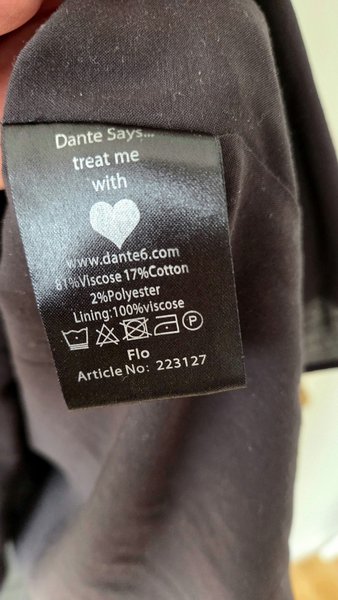 Dante Says...
treat me
with
www.dante6.com
81%Viscose 17%Cotton
2%Polyester
Lining:100%viscose
P
Flo
Article No: 223127